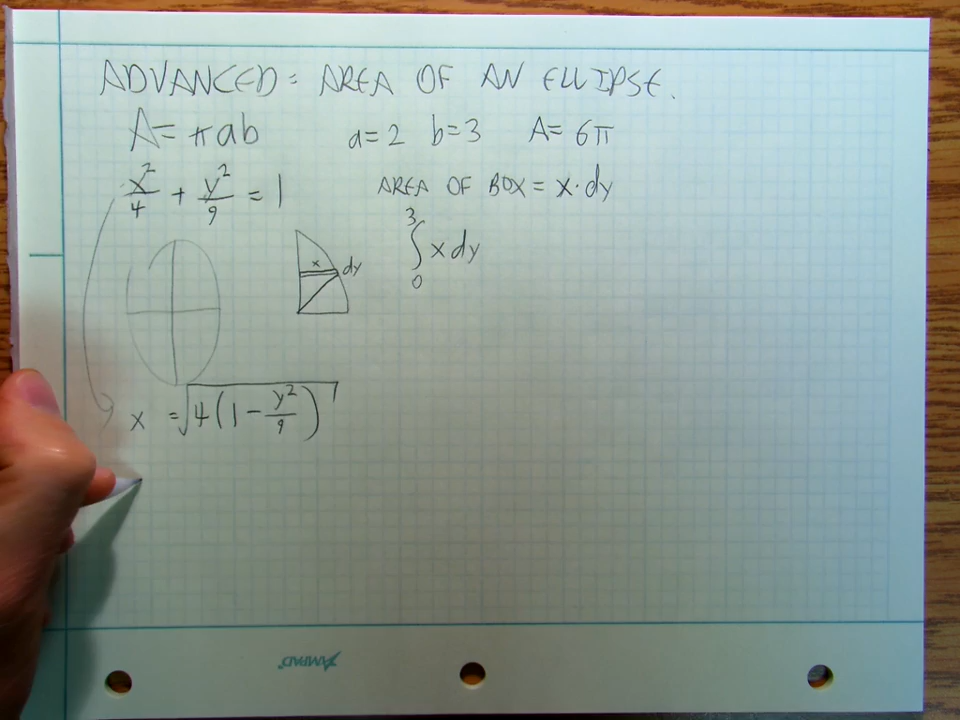 ADVANCED: AREA OF AN ELLIPSE.
A = πab a=2 b=3 A= 6π
x²/4 + y²/9 = 1 AREA OF BOX = x·dy
∫₀³ x dy
x dy
x = √(4(1 - y²/9))
AMPAD